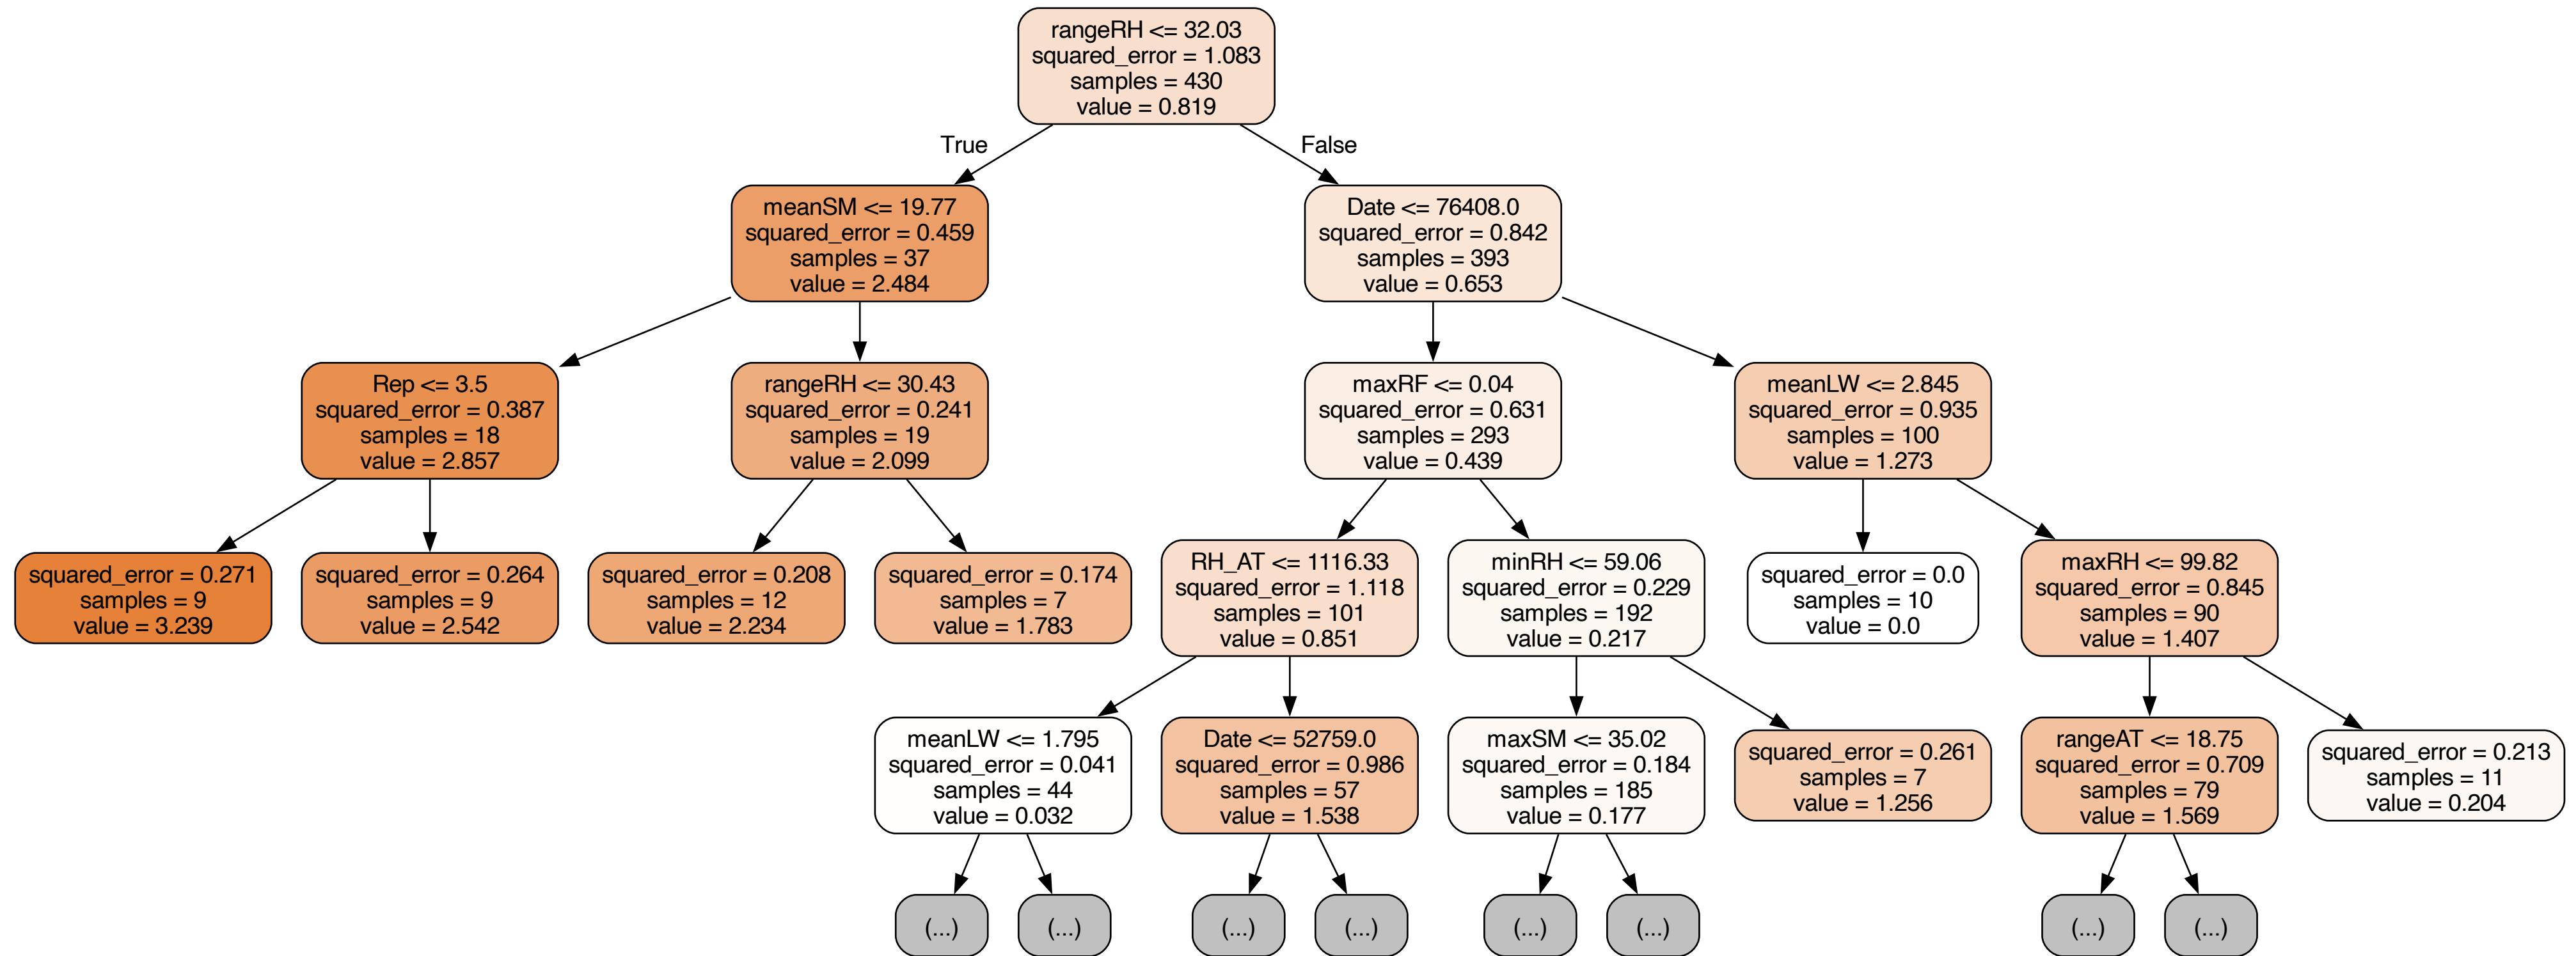 rangeRH <= 32.03
squared_error = 1.083
samples = 430
value = 0.819
True
False
meanSM <= 19.77
squared_error = 0.459
samples = 37
value = 2.484
Date <= 76408.0
squared_error = 0.842
samples = 393
value = 0.653
Rep <= 3.5
squared_error = 0.387
samples = 18
value = 2.857
rangeRH <= 30.43
squared_error = 0.241
samples = 19
value = 2.099
maxRF <= 0.04
squared_error = 0.631
samples = 293
value = 0.439
meanLW <= 2.845
squared_error = 0.935
samples = 100
value = 1.273
squared_error = 0.271
samples = 9
value = 3.239
squared_error = 0.264
samples = 9
value = 2.542
squared_error = 0.208
samples = 12
value = 2.234
squared_error = 0.174
samples = 7
value = 1.783
RH_AT <= 1116.33
squared_error = 1.118
samples = 101
value = 0.851
minRH <= 59.06
squared_error = 0.229
samples = 192
value = 0.217
squared_error = 0.0
samples = 10
value = 0.0
maxRH <= 99.82
squared_error = 0.845
samples = 90
value = 1.407
meanLW <= 1.795
squared_error = 0.041
samples = 44
value = 0.032
Date <= 52759.0
squared_error = 0.986
samples = 57
value = 1.538
maxSM <= 35.02
squared_error = 0.184
samples = 185
value = 0.177
squared_error = 0.261
samples = 7
value = 1.256
rangeAT <= 18.75
squared_error = 0.709
samples = 79
value = 1.569
squared_error = 0.213
samples = 11
value = 0.204
(...)
(...)
(...)
(...)
(...)
(...)
(...)
(...)